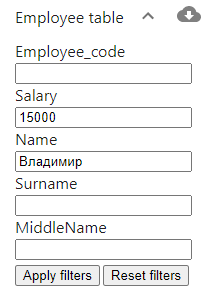 Employee table
Employee_code
Salary
15000
Name
Владимир
Surname
MiddleName
Apply filters Reset filters